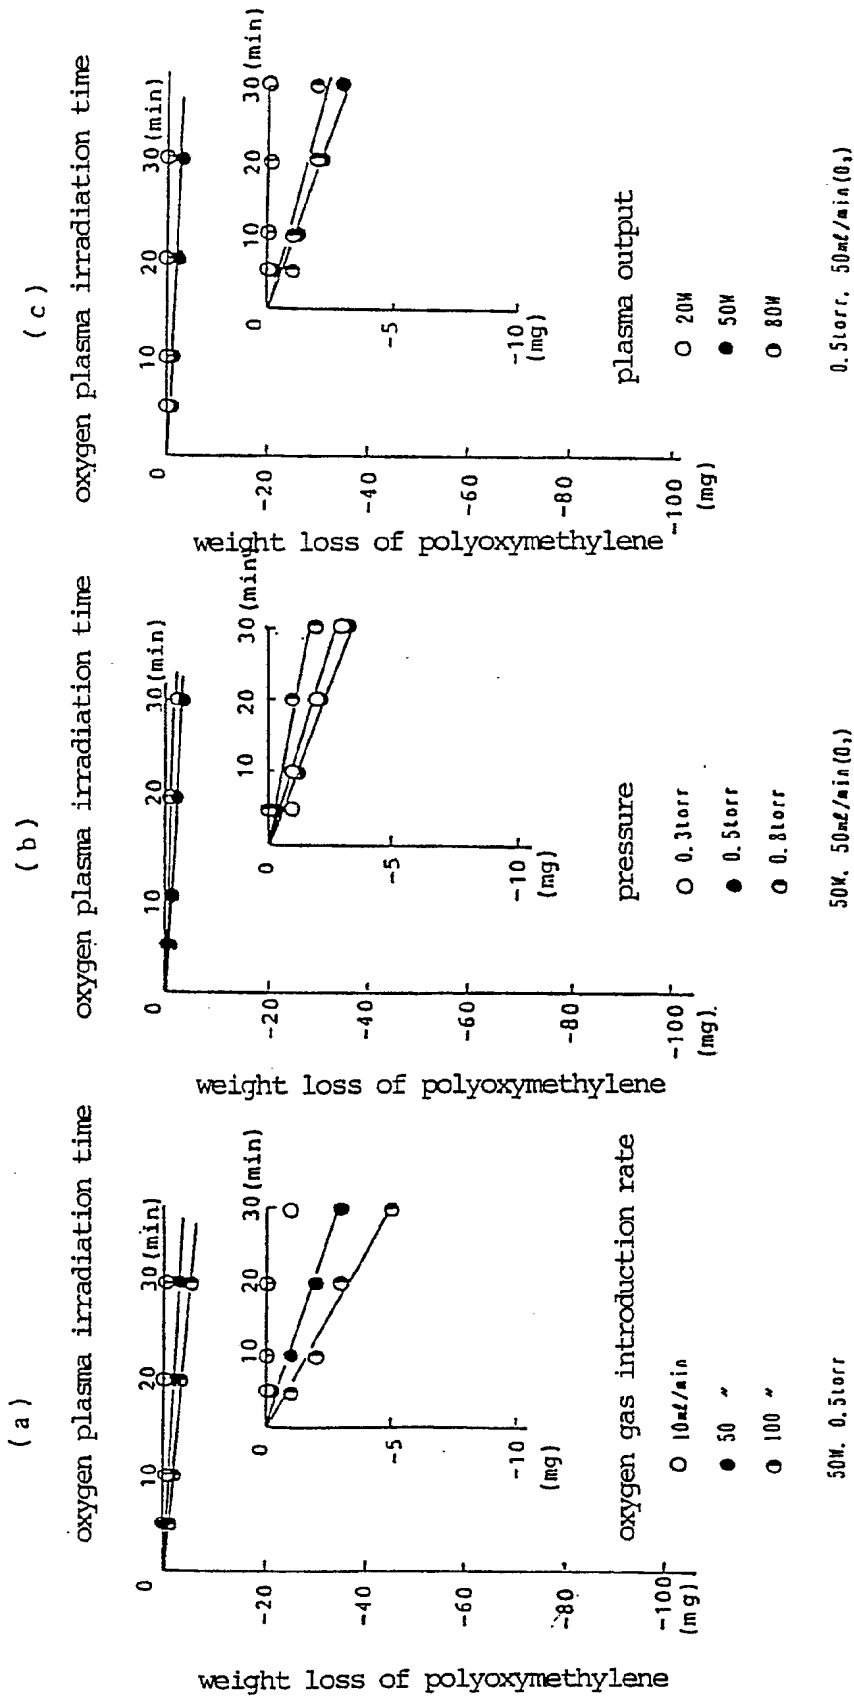 (a)
oxygen plasma irradiation time
0 10 20 30(min)
-20
-40
-60
-80
-100
(mg)
weight loss of polyoxymethylene
0 10 20 30(min)
-5
-10
(mg)
oxygen gas introduction rate
○ 10ml/min
● 50 〃
◑ 100 〃
50W. 0.5torr
(b)
oxygen plasma irradiation time
0 10 20 30(min)
-20
-40
-60
-80
-100
(mg).
weight loss of polyoxymethylene
0 10 20 30(min)
-5
-10
(mg)
pressure
○ 0.3torr
● 0.5torr
◑ 0.8torr
50W. 50ml/min(O₂)
(c)
oxygen plasma irradiation time
0 10 20 30(min)
-20
-40
-60
-80
-100
(mg)
weight loss of polyoxymethylene
0 10 20 30(min)
-5
-10
(mg)
plasma output
○ 20W
● 50W
◑ 80W
0.5torr. 50ml/min(O₂)